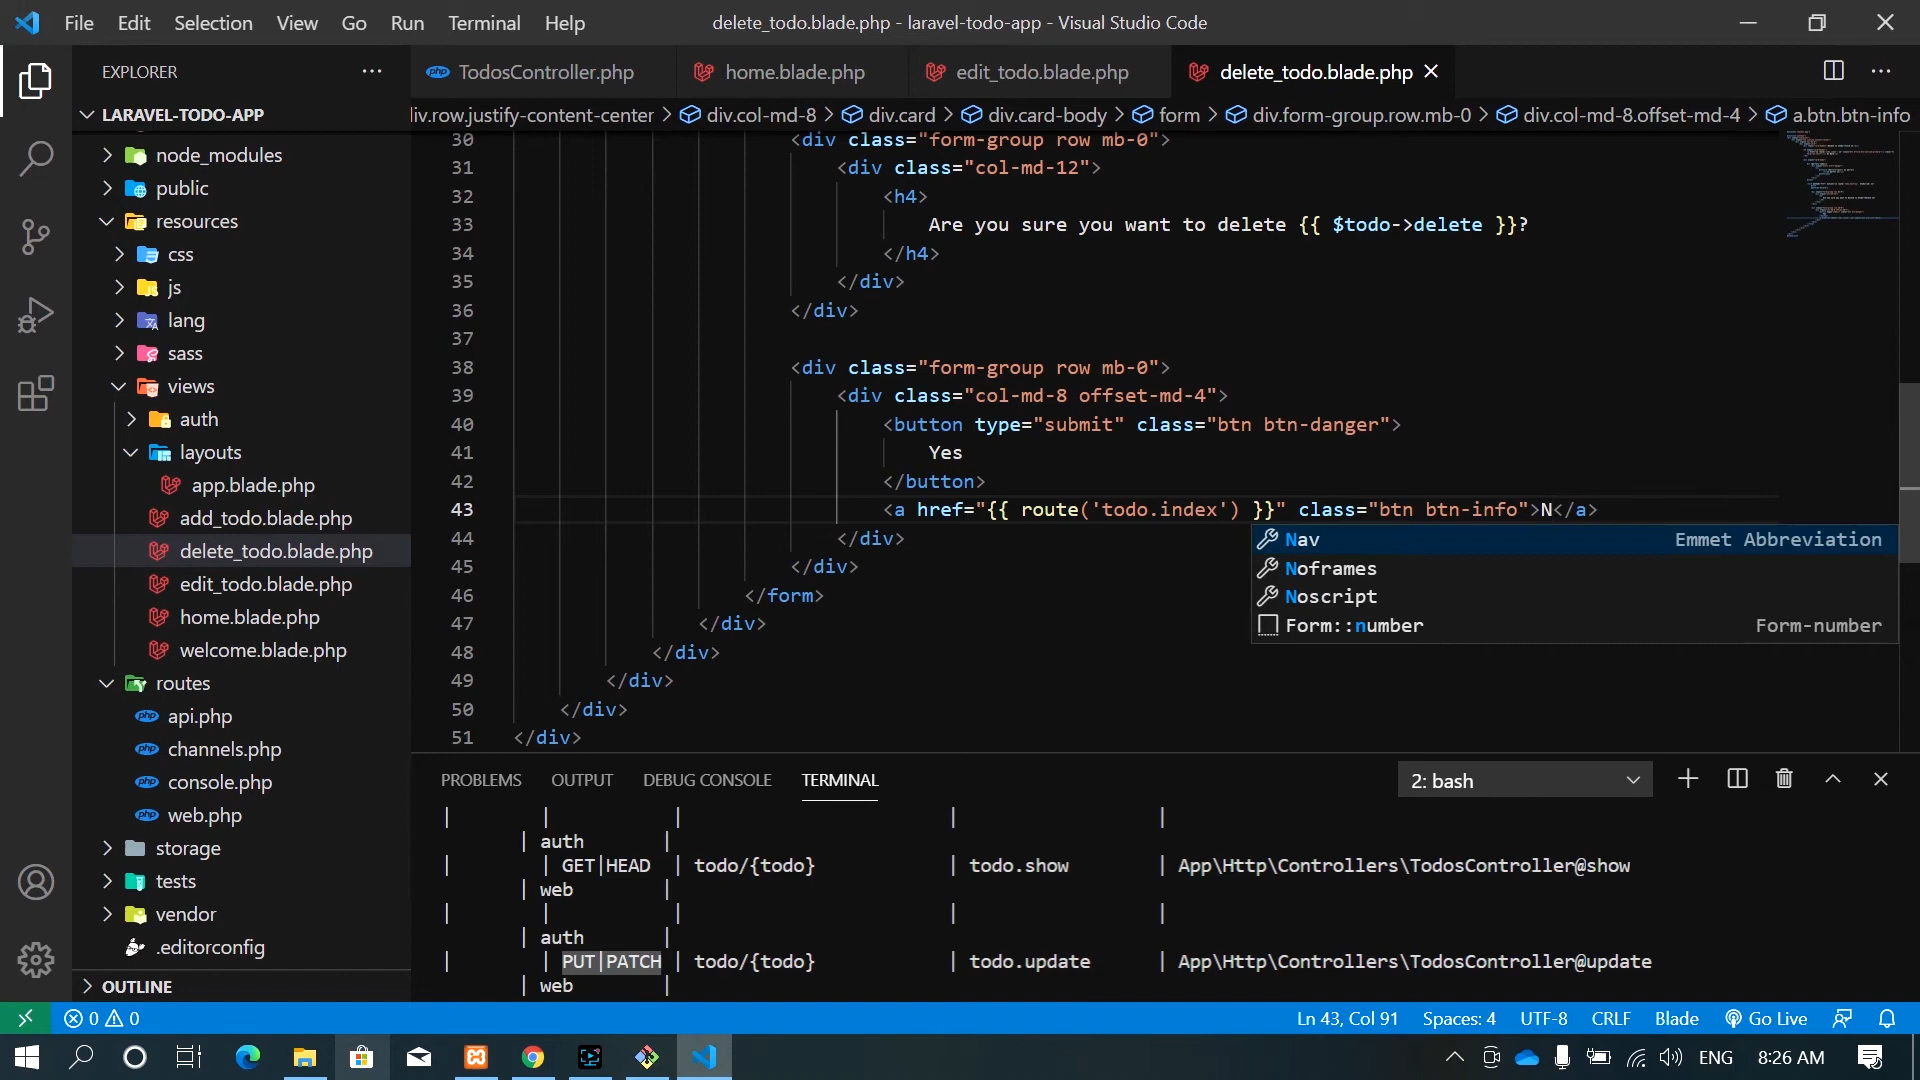 File Edit Selection View Go Run Terminal Help
delete_todo.blade.php - laravel-todo-app - Visual Studio Code
EXPLORER
LARAVEL-TODO-APP
node_modules
public
resources
css
js
lang
sass
views
auth
layouts
app.blade.php
add_todo.blade.php
delete_todo.blade.php
edit_todo.blade.php
home.blade.php
welcome.blade.php
routes
api.php
channels.php
console.php
web.php
storage
tests
vendor
.editorconfig
OUTLINE
TodosController.php home.blade.php edit_todo.blade.php delete_todo.blade.php
div.row.justify-content-center > div.col-md-8 > div.card > div.card-body > form > div.form-group.row.mb-0 > div.col-md-8.offset-md-4 > a.btn.btn-info
30 <div class="form-group row mb-0">
31 <div class="col-md-12">
32 <h4>
33 Are you sure you want to delete {{ $todo->delete }}?
34 </h4>
35 </div>
36 </div>
37
38 <div class="form-group row mb-0">
39 <div class="col-md-8 offset-md-4">
40 <button type="submit" class="btn btn-danger">
41 Yes
42 </button>
43 <a href="{{ route('todo.index') }}" class="btn btn-info">N</a>
44 </div>
45 </div>
46 </form>
47 </div>
48 </div>
49 </div>
50 </div>
51 </div>
Nav Emmet Abbreviation
Noframes
Noscript
Form::number Form-number
PROBLEMS OUTPUT DEBUG CONSOLE TERMINAL
2: bash
| | | | |
| auth |
| | GET|HEAD | todo/{todo} | todo.show | App\Http\Controllers\TodosController@show
| web |
| | | | |
| auth |
| | PUT|PATCH | todo/{todo} | todo.update | App\Http\Controllers\TodosController@update
| web |
0 0 Ln 43, Col 91 Spaces: 4 UTF-8 CRLF Blade Go Live
ENG 8:26 AM